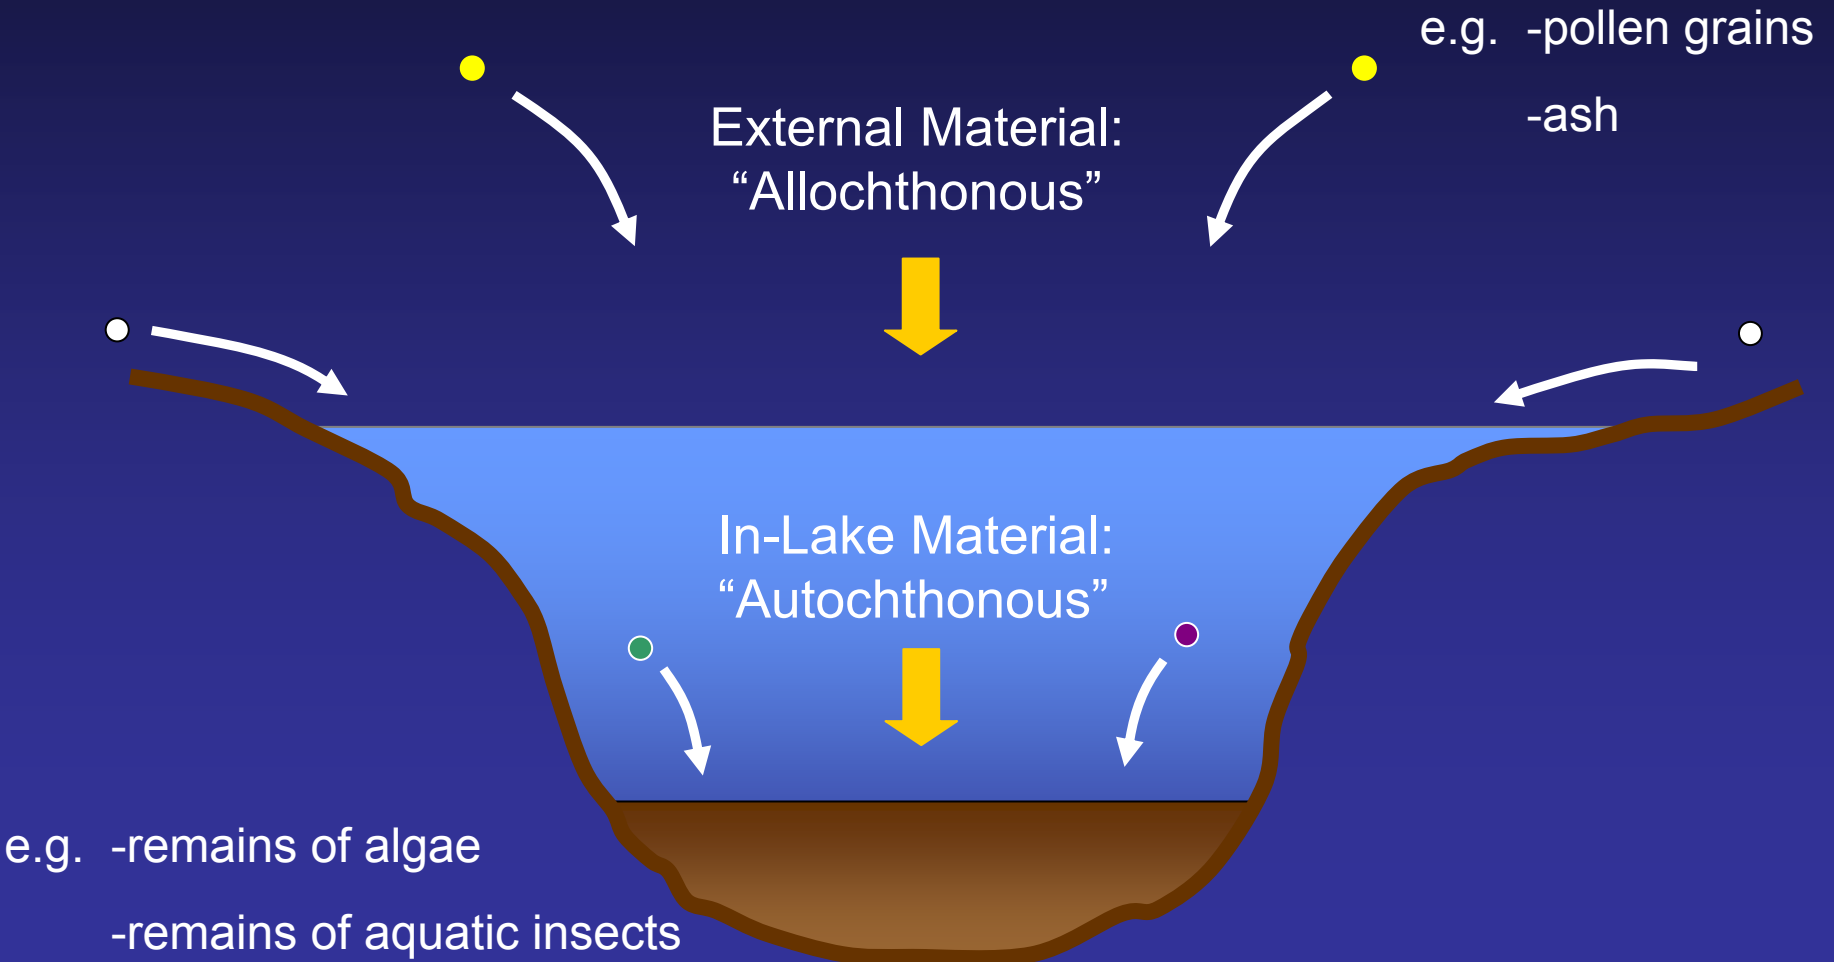 e.g. -pollen grains
-ash
External Material:
“Allochthonous”
In-Lake Material:
“Autochthonous”
e.g. -remains of algae
-remains of aquatic insects